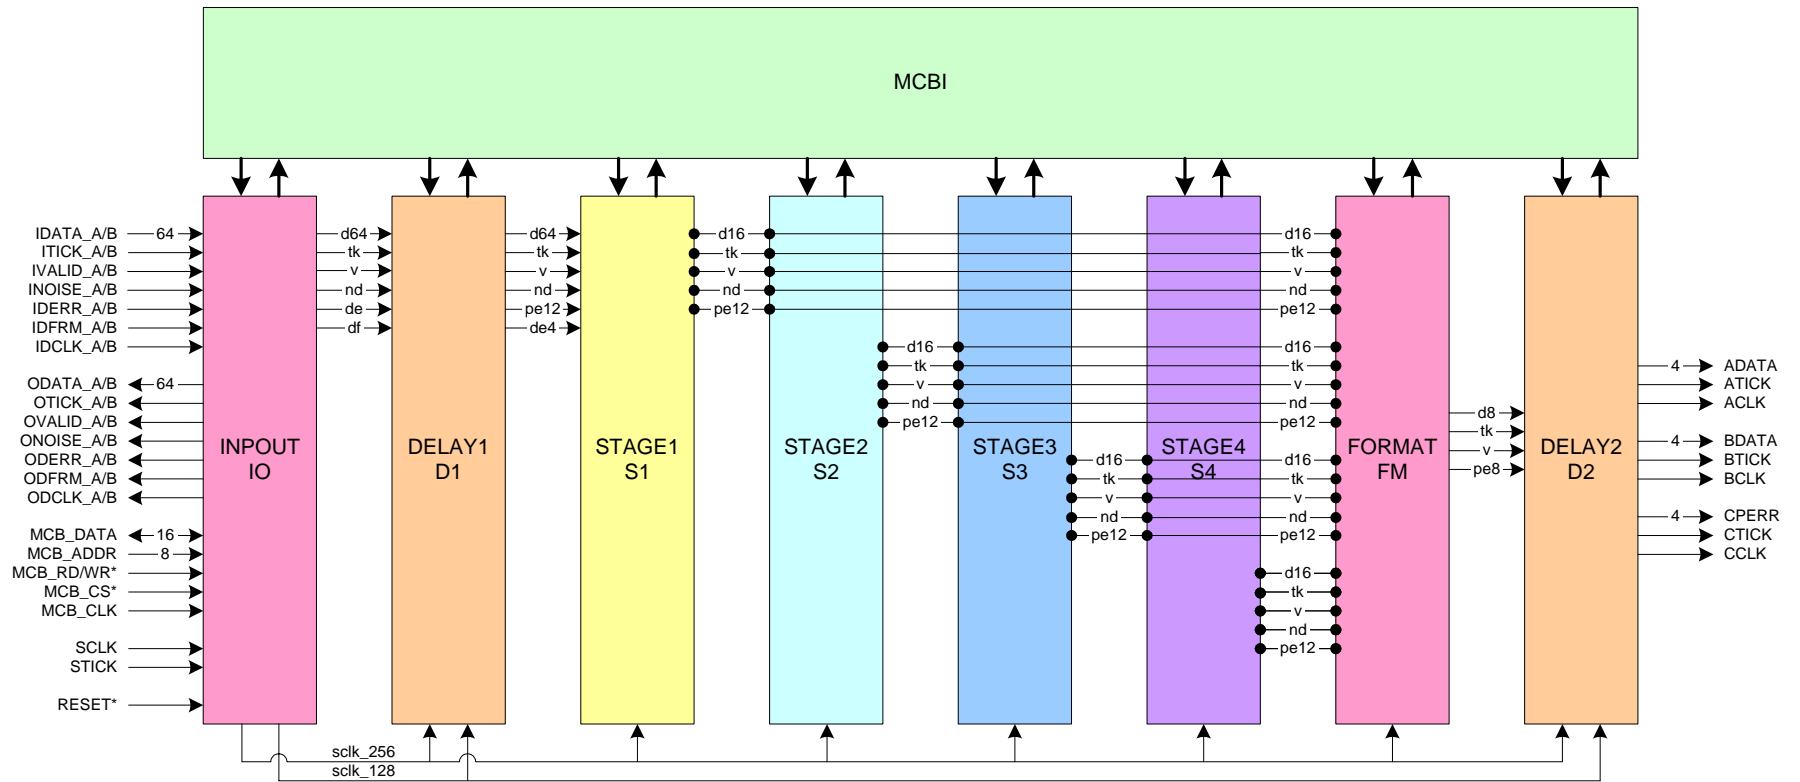 MCBI
IDATA_A/B 64
ITICK_A/B
IVALID_A/B
INOISE_A/B
IDERR_A/B
IDFRM_A/B
IDCLK_A/B
ODATA_A/B 64
OTICK_A/B
OVALID_A/B
ONOISE_A/B
ODERR_A/B
ODFRM_A/B
ODCLK_A/B
MCB_DATA 16
MCB_ADDR 8
MCB_RD/WR*
MCB_CS*
MCB_CLK
SCLK
STICK
RESET*
INPOUT
IO
d64
tk
v
nd
de
df
DELAY1
D1
d64
tk
v
nd
pe12
de4
STAGE1
S1
d16
tk
v
nd
pe12
STAGE2
S2
d16
tk
v
nd
pe12
STAGE3
S3
d16
tk
v
nd
pe12
STAGE4
S4
d16
tk
v
nd
pe12
d16
tk
v
nd
pe12
d16
tk
v
nd
pe12
d16
tk
v
nd
pe12
FORMAT
FM
d8
tk
v
pe8
DELAY2
D2
4 ADATA
ATICK
ACLK
4 BDATA
BTICK
BCLK
4 CPERR
CTICK
CCLK
sclk_256
sclk_128